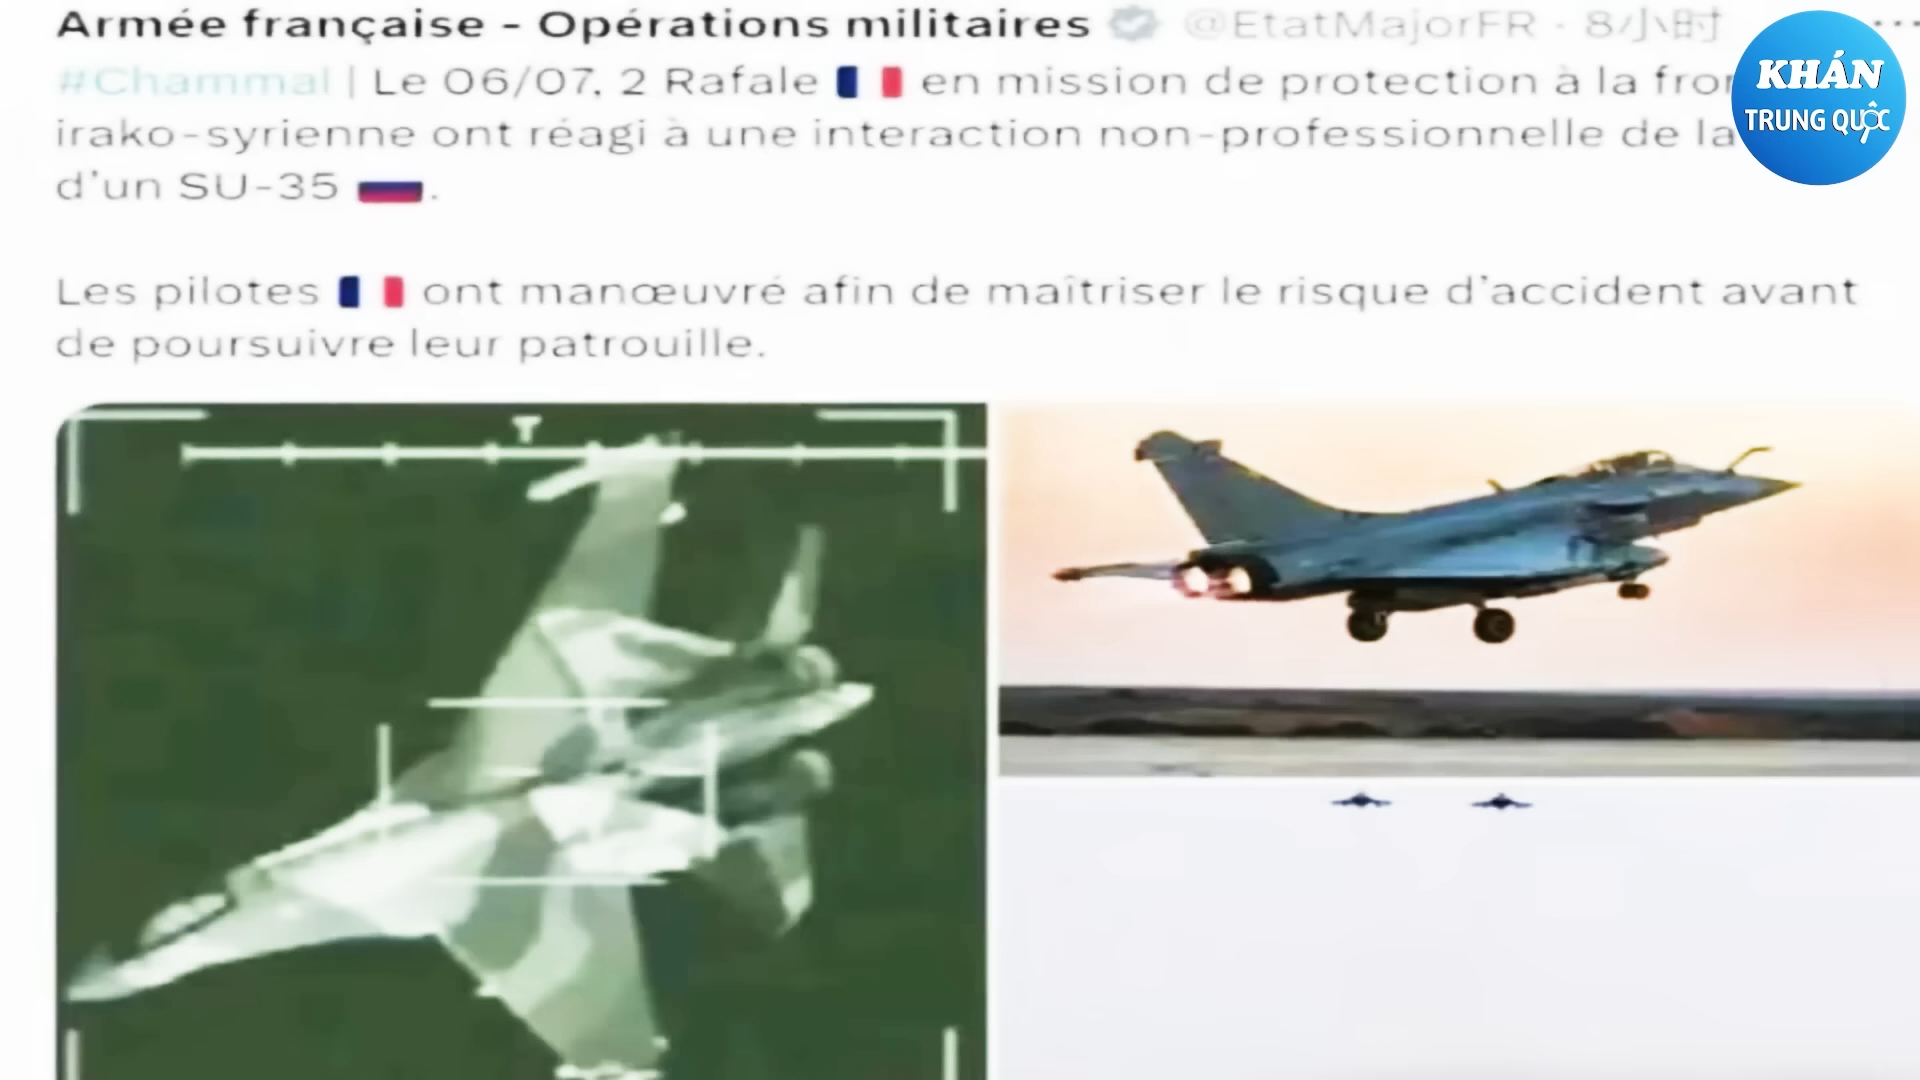 Armée française - Opérations militaires @EtatMajorFR · 8小时 ...
#Chammal | Le 06/07, 2 Rafale en mission de protection à la
irako-syrienne ont réagi à une interaction non-professionnelle de la
d'un SU-35 .
Les pilotes ont manœuvré afin de maîtriser le risque d'accident avant
de poursuivre leur patrouille.
KHÁN
TRUNG QUỐC